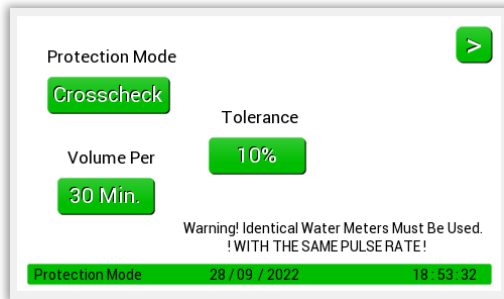 Protection Mode
>
Crosscheck
Tolerance
10%
Volume Per
30 Min.
Warning! Identical Water Meters Must Be Used.
! WITH THE SAME PULSE RATE !
Protection Mode 28 / 09 / 2022 18 : 53 : 32